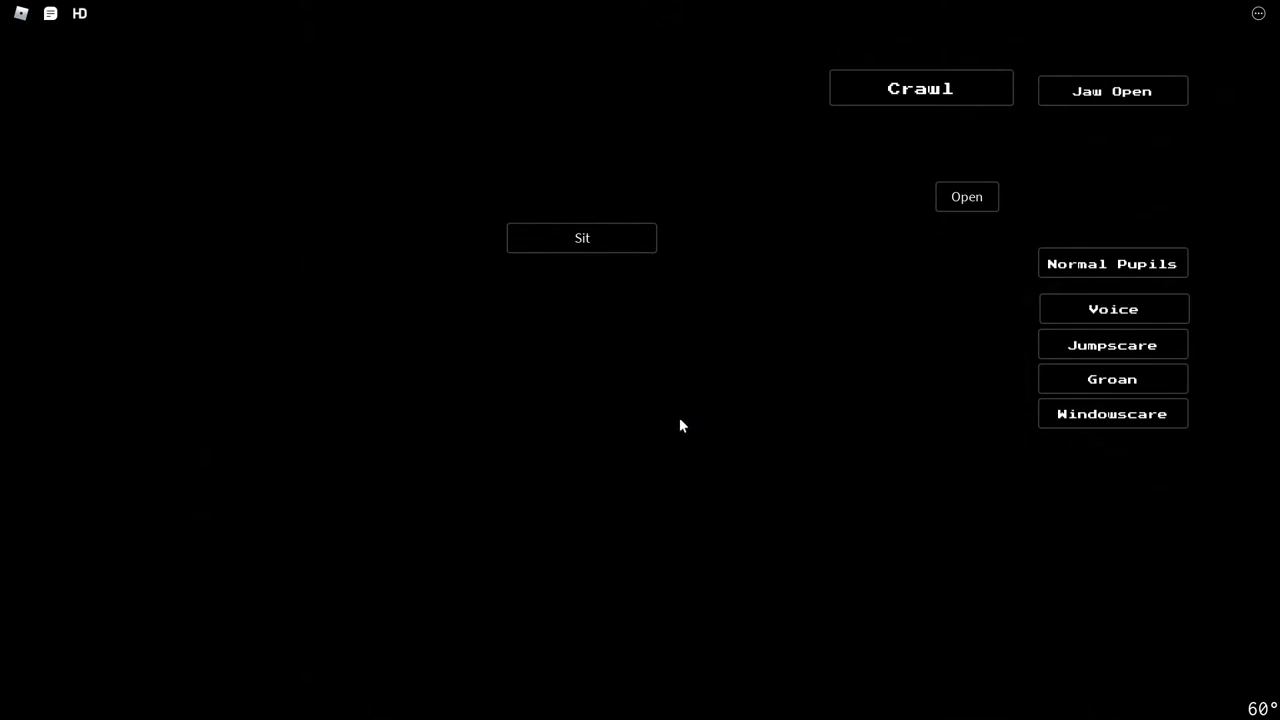 HD
Crawl
Jaw Open
Open
Sit
Normal Pupils
Voice
Jumpscare
Groan
Windowscare
60°